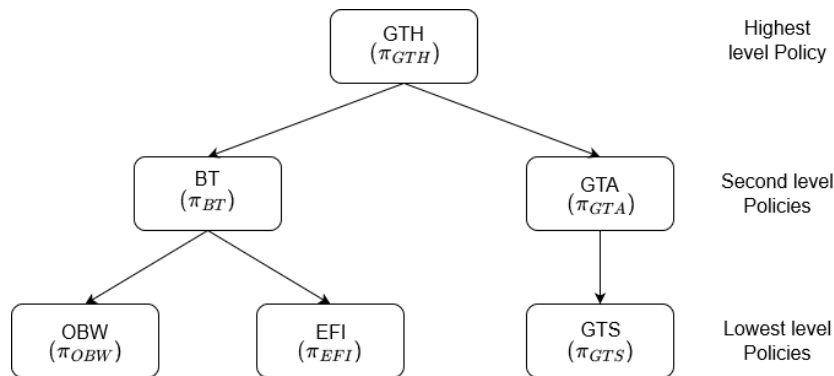 GTH
(π_GTH)
Highest
level Policy
BT
(π_BT)
GTA
(π_GTA)
Second level
Policies
OBW
(π_OBW)
EFI
(π_EFI)
GTS
(π_GTS)
Lowest level
Policies